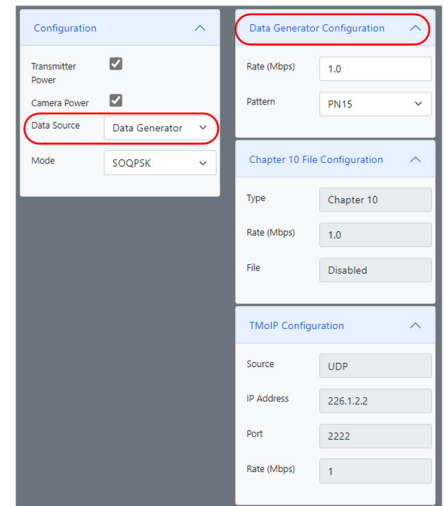 Configuration
Transmitter
Power
Camera Power
Data Source
Data Generator
Mode
SOQPSK
Data Generator Configuration
Rate (Mbps)
1.0
Pattern
PN15
Chapter 10 File Configuration
Type
Chapter 10
Rate (Mbps)
1.0
File
Disabled
TMoIP Configuration
Source
UDP
IP Address
226.1.2.2
Port
2222
Rate (Mbps)
1